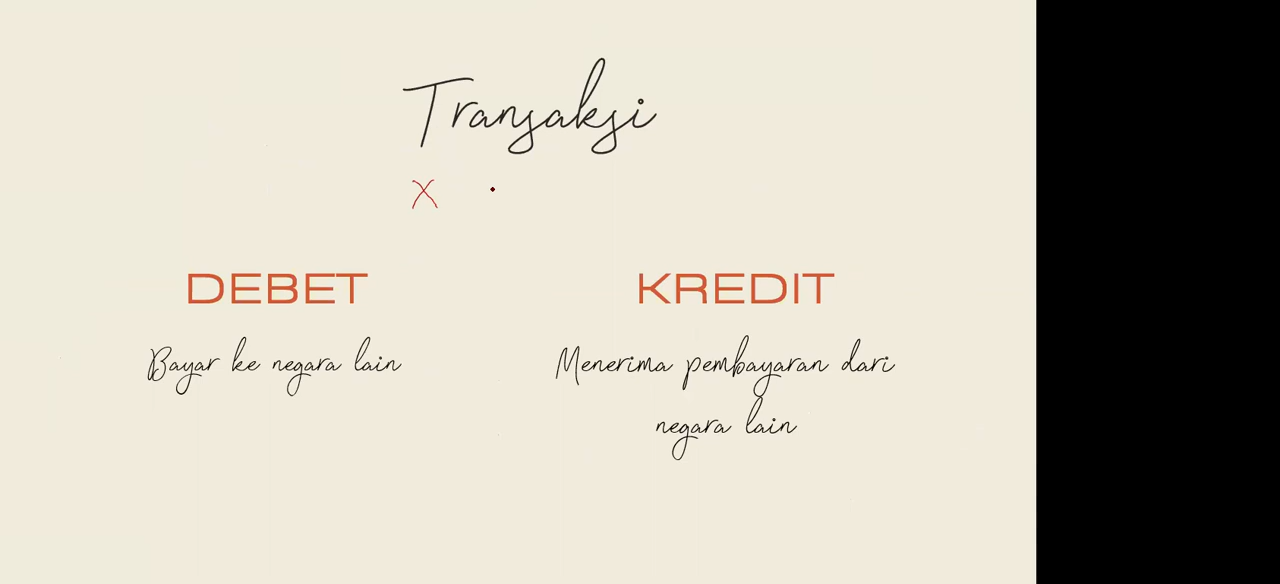 Transaksi
X
DEBET
KREDIT
Bayar ke negara lain
Menerima pembayaran dari
negara lain